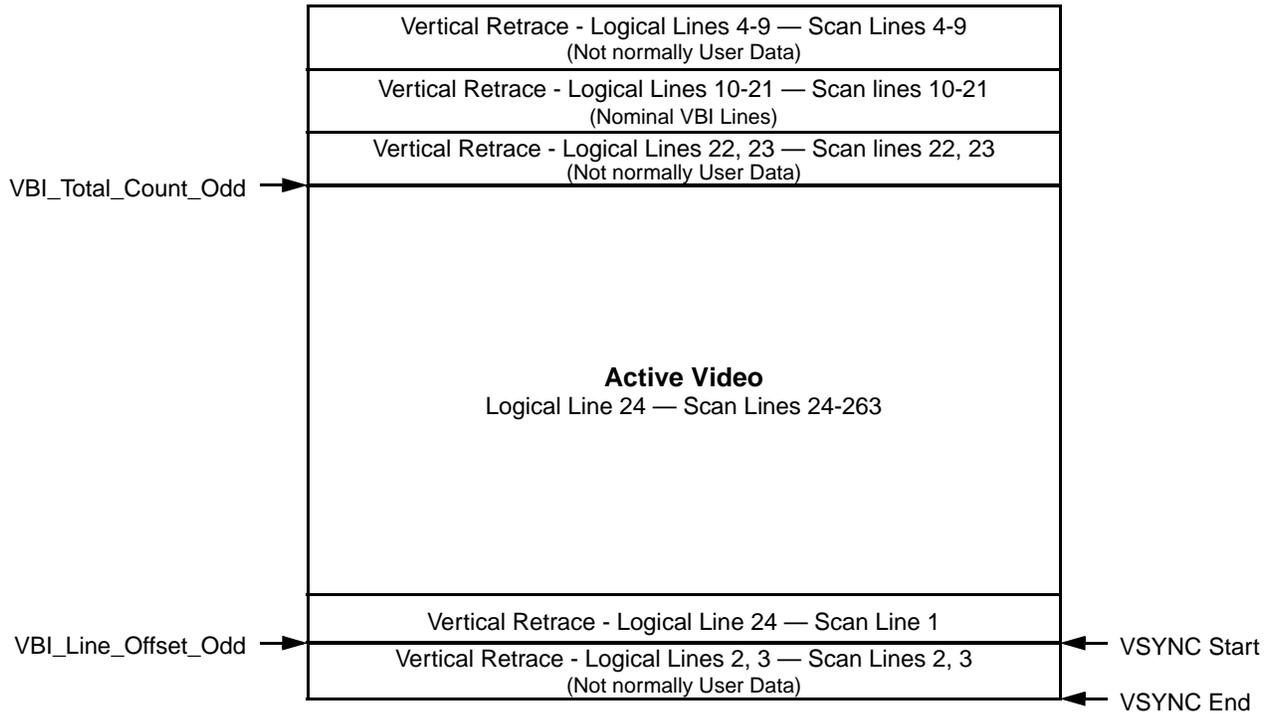 Vertical Retrace - Logical Lines 4-9 — Scan Lines 4-9
(Not normally User Data)
Vertical Retrace - Logical Lines 10-21 — Scan lines 10-21
(Nominal VBI Lines)
Vertical Retrace - Logical Lines 22, 23 — Scan lines 22, 23
(Not normally User Data)
VBI_Total_Count_Odd
Active Video
Logical Line 24 — Scan Lines 24-263
Vertical Retrace - Logical Line 24 — Scan Line 1
VBI_Line_Offset_Odd
VSYNC Start
Vertical Retrace - Logical Lines 2, 3 — Scan Lines 2, 3
(Not normally User Data)
VSYNC End